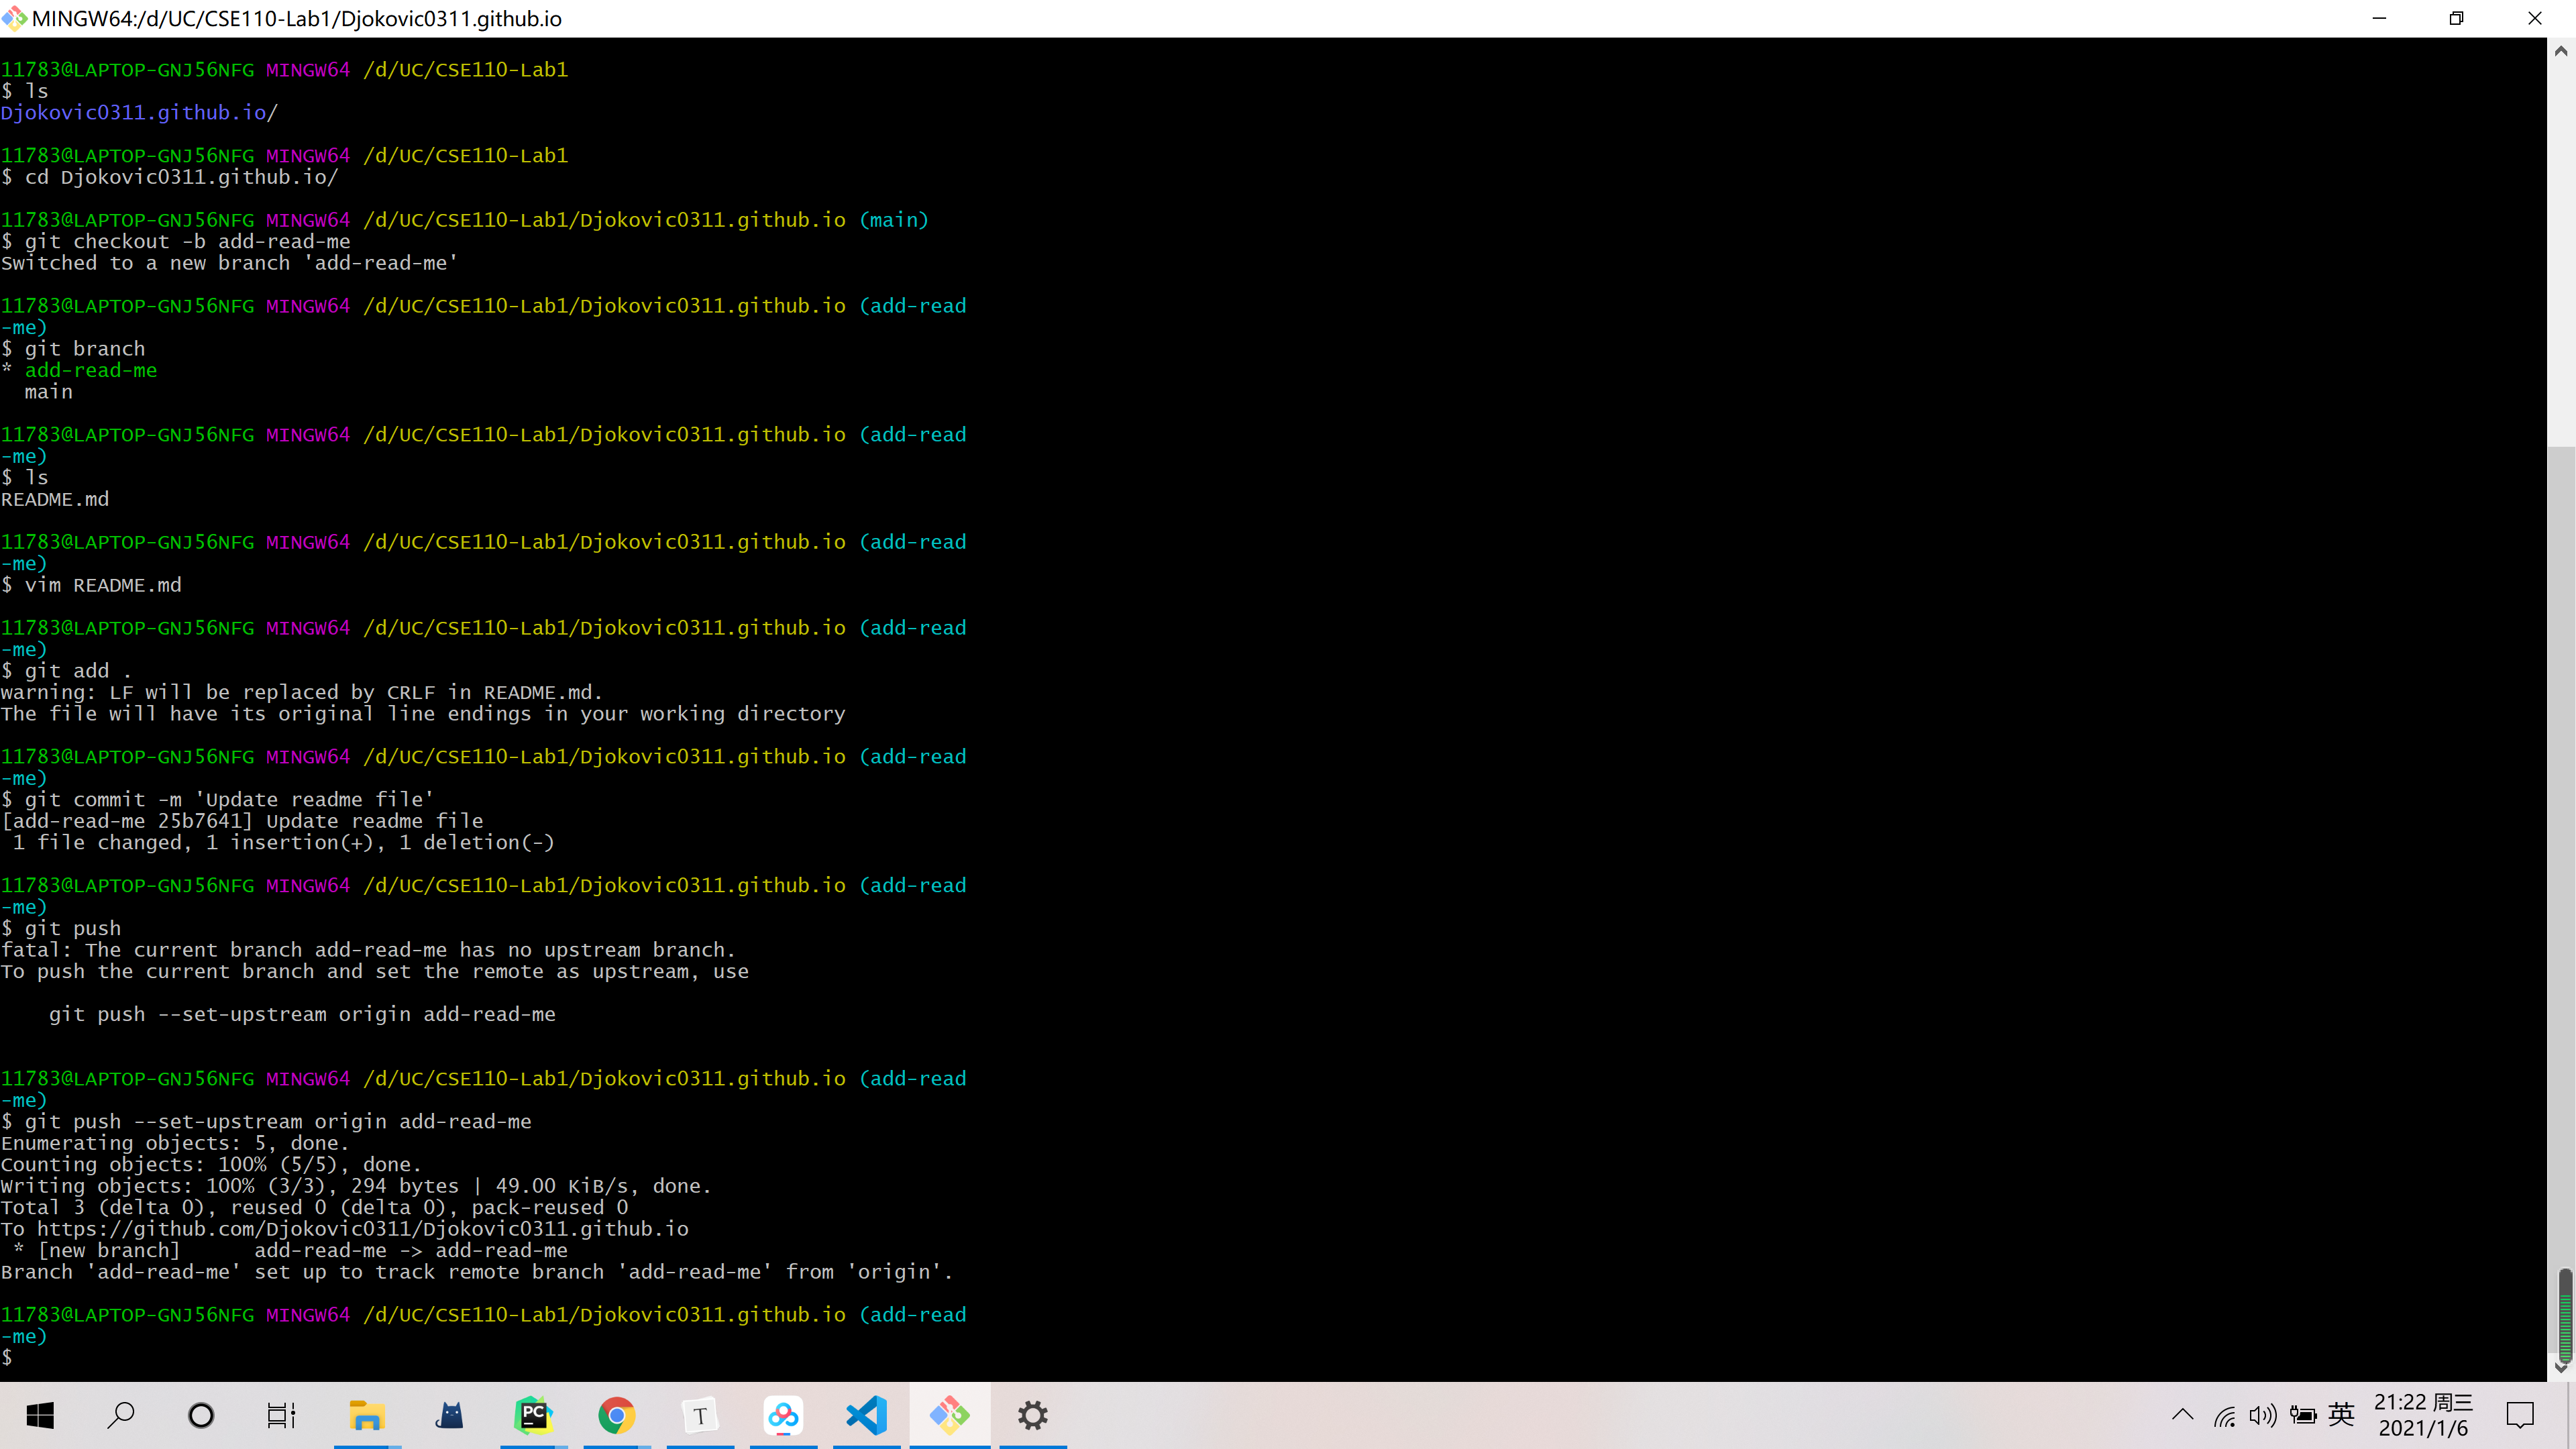 MINGW64:/d/UC/CSE110-Lab1/Djokovic0311.github.io
11783@LAPTOP-GNJ56NFG MINGW64 /d/UC/CSE110-Lab1
$ ls
Djokovic0311.github.io/
11783@LAPTOP-GNJ56NFG MINGW64 /d/UC/CSE110-Lab1
$ cd Djokovic0311.github.io/
11783@LAPTOP-GNJ56NFG MINGW64 /d/UC/CSE110-Lab1/Djokovic0311.github.io (main)
$ git checkout -b add-read-me
Switched to a new branch 'add-read-me'
11783@LAPTOP-GNJ56NFG MINGW64 /d/UC/CSE110-Lab1/Djokovic0311.github.io (add-read
-me)
$ git branch
* add-read-me
  main
11783@LAPTOP-GNJ56NFG MINGW64 /d/UC/CSE110-Lab1/Djokovic0311.github.io (add-read
-me)
$ ls
README.md
11783@LAPTOP-GNJ56NFG MINGW64 /d/UC/CSE110-Lab1/Djokovic0311.github.io (add-read
-me)
$ vim README.md
11783@LAPTOP-GNJ56NFG MINGW64 /d/UC/CSE110-Lab1/Djokovic0311.github.io (add-read
-me)
$ git add .
warning: LF will be replaced by CRLF in README.md.
The file will have its original line endings in your working directory
11783@LAPTOP-GNJ56NFG MINGW64 /d/UC/CSE110-Lab1/Djokovic0311.github.io (add-read
-me)
$ git commit -m 'Update readme file'
[add-read-me 25b7641] Update readme file
 1 file changed, 1 insertion(+), 1 deletion(-)
11783@LAPTOP-GNJ56NFG MINGW64 /d/UC/CSE110-Lab1/Djokovic0311.github.io (add-read
-me)
$ git push
fatal: The current branch add-read-me has no upstream branch.
To push the current branch and set the remote as upstream, use
    git push --set-upstream origin add-read-me
11783@LAPTOP-GNJ56NFG MINGW64 /d/UC/CSE110-Lab1/Djokovic0311.github.io (add-read
-me)
$ git push --set-upstream origin add-read-me
Enumerating objects: 5, done.
Counting objects: 100% (5/5), done.
Writing objects: 100% (3/3), 294 bytes | 49.00 KiB/s, done.
Total 3 (delta 0), reused 0 (delta 0), pack-reused 0
To https://github.com/Djokovic0311/Djokovic0311.github.io
 * [new branch]      add-read-me -> add-read-me
Branch 'add-read-me' set up to track remote branch 'add-read-me' from 'origin'.
11783@LAPTOP-GNJ56NFG MINGW64 /d/UC/CSE110-Lab1/Djokovic0311.github.io (add-read
-me)
$
PC
T
英
21:22 周三
2021/1/6